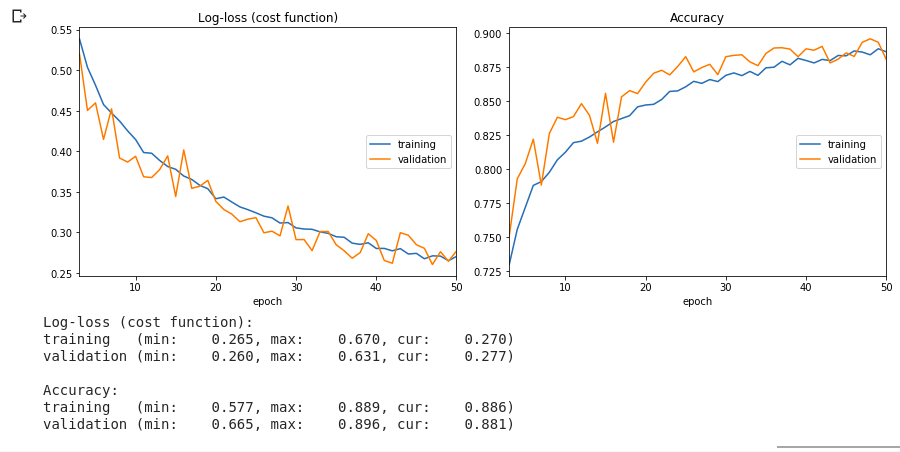 Log-loss (cost function)
0.55
0.50
0.45
0.40
0.35
0.30
0.25
training
validation
10
20
30
40
50
epoch
Accuracy
0.900
0.875
0.850
0.825
0.800
0.775
0.750
0.725
training
validation
10
20
30
40
50
epoch
Log-loss (cost function):
training   (min:    0.265, max:    0.670, cur:    0.270)
validation (min:    0.260, max:    0.631, cur:    0.277)
Accuracy:
training   (min:    0.577, max:    0.889, cur:    0.886)
validation (min:    0.665, max:    0.896, cur:    0.881)